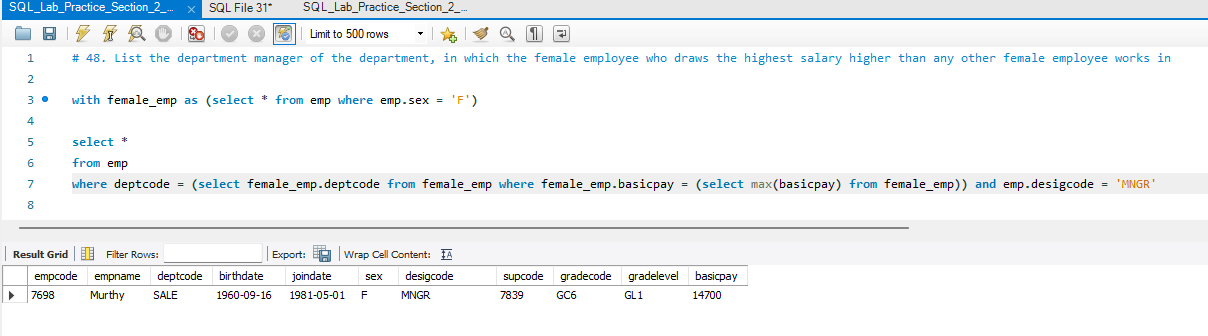 SQL_Lab_Practice_Section_2_... SQL File 31* SQL_Lab_Practice_Section_2_...
Limit to 500 rows
1 # 48. List the department manager of the department, in which the female employee who draws the highest salary higher than any other female employee works in
2
3 with female_emp as (select * from emp where emp.sex = 'F')
4
5 select *
6 from emp
7 where deptcode = (select female_emp.deptcode from female_emp where female_emp.basicpay = (select max(basicpay) from female_emp)) and emp.desigcode = 'MNGR'
8
Result Grid Filter Rows: Export: Wrap Cell Content:
empcode empname deptcode birthdate joindate sex desigcode supcode gradecode gradelevel basicpay
7698 Murthy SALE 1960-09-16 1981-05-01 F MNGR 7839 GC6 GL1 14700